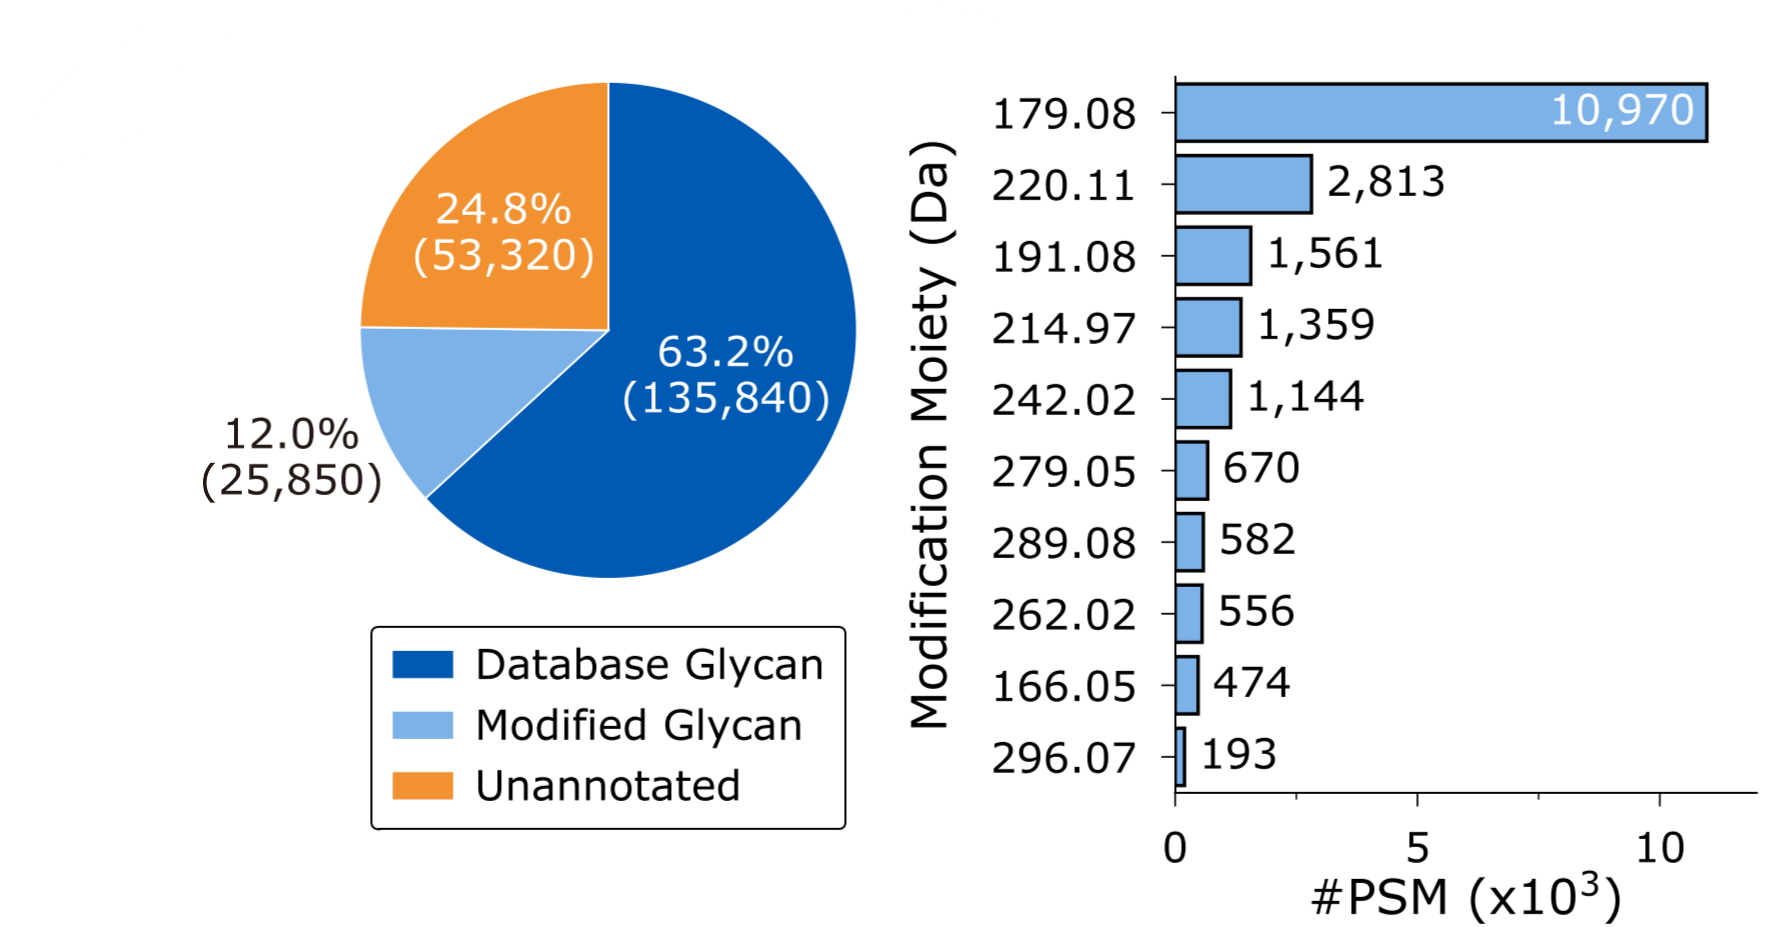 24.8%
(53,320)
63.2%
(135,840)
12.0%
(25,850)
Database Glycan
Modified Glycan
Unannotated
Modification Moiety (Da)
179.08 10,970
220.11 2,813
191.08 1,561
214.97 1,359
242.02 1,144
279.05 670
289.08 582
262.02 556
166.05 474
296.07 193
0 5 10
#PSM (x10³)